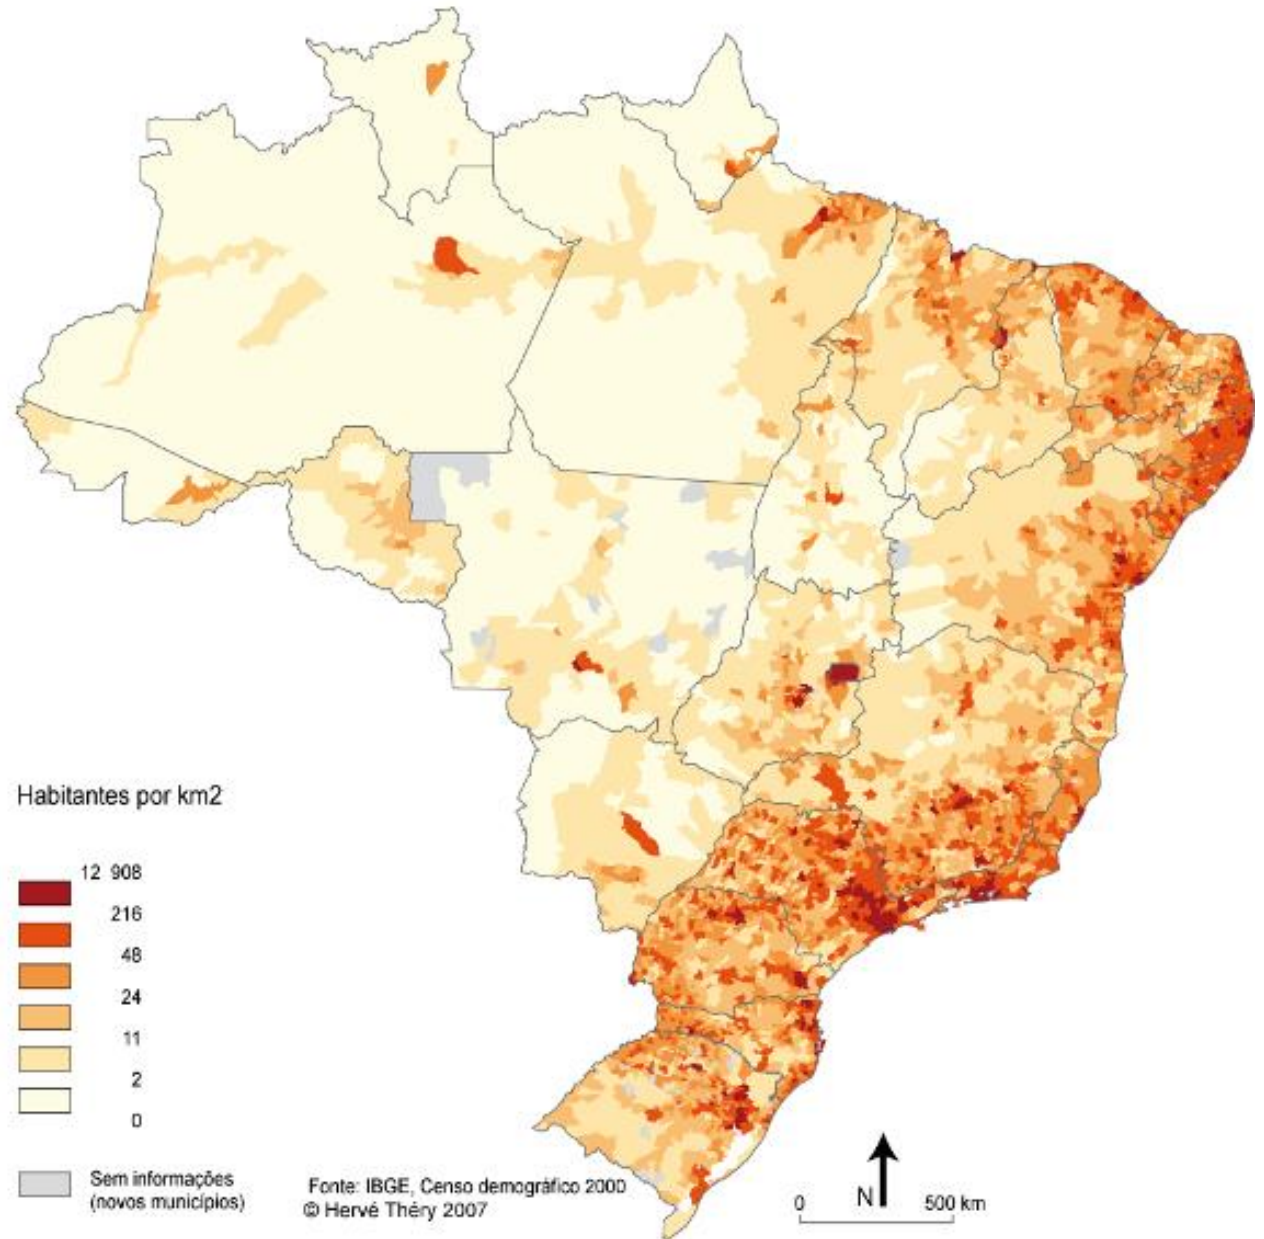 Habitantes por km2
12 908
216
48
24
11
2
0
Sem informações
(novos municípios)
Fonte: IBGE, Censo demográfico 2000
© Hervé Théry 2007
N
0 500 km